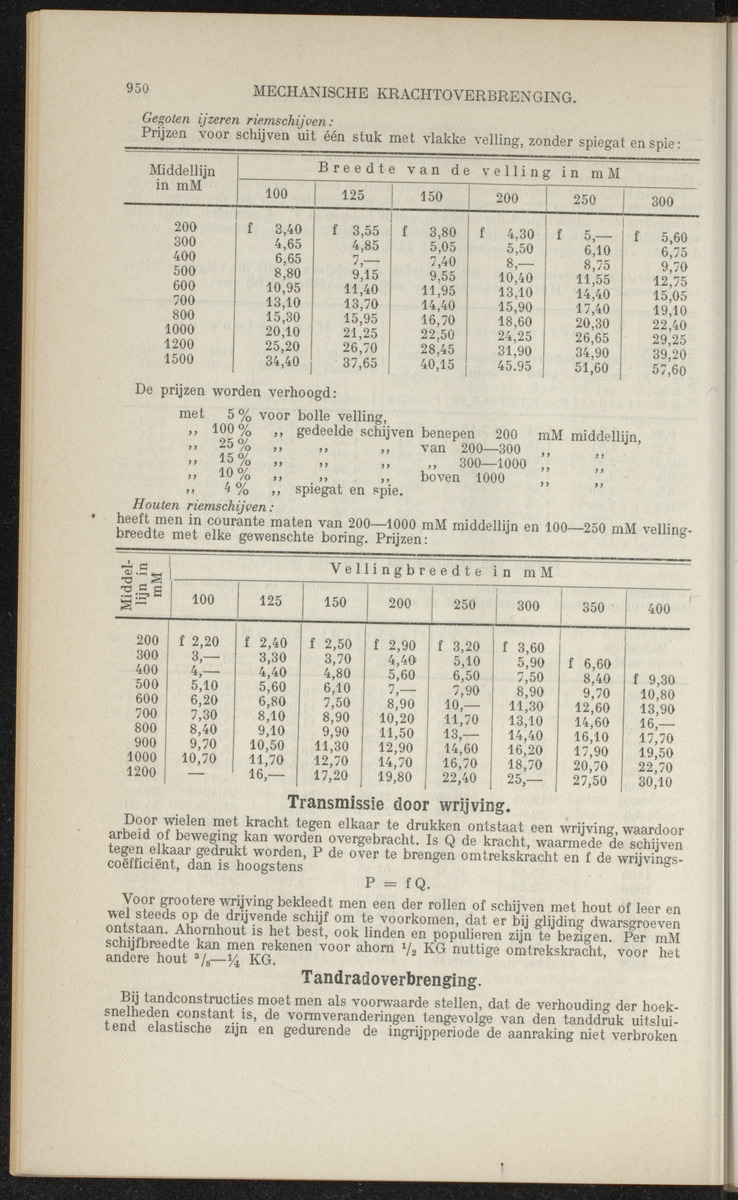 950
MECHANISCHE KRACHTOVERBRENGING.
Gegoten ijzeren riemschijven:
Prijzen voor schijven uit één stuk met vlakke velling, zonder spiegat en spie:
Middellijn in mM Breedte van de velling in mM
100 125 150 200 250 300
200 f 3,40 f 3,55 f 3,80 f 4,30 f 5,— f 5,60
300 4,65 4,85 5,05 5,50 6,10 6,75
400 6,65 7,— 7,40 8,— 8,75 9,70
500 8,80 9,15 9,55 10,40 11,55 12,75
600 10,95 11,40 11,95 13,10 14,40 15,05
700 13,10 13,70 14,40 15,90 17,40 19,10
800 15,30 15,95 16,70 18,60 20,30 22,40
1000 20,10 21,25 22,50 24,25 26,65 29,25
1200 25,20 26,70 28,45 31,90 34,90 39,20
1500 34,40 37,65 40,15 45.95 51,60 57,60
De prijzen worden verhoogd:
met 5% voor bolle velling,
„ 100% „ gedeelde schijven benepen 200 mM middellijn,
„ 25% „ „ „ van 200—300 „ „
„ 15% „ „ „ „ 300—1000 „ „
„ 10% „ „ „ boven 1000 „ „
„ 4% „ spiegat en spie.
Houten riemschijven:
heeft men in courante maten van 200—1000 mM middellijn en 100—250 mM velling-
breedte met elke gewenschte boring. Prijzen:
Middel-
lijn in
mM
Vellingbreedte in mM
100 125 150 200 250 300 350 400
200 f 2,20 f 2,40 f 2,50 f 2,90 f 3,20 f 3,60
300 3,— 3,30 3,70 4,40 5,10 5,90 f 6,60
400 4,— 4,40 4,80 5,60 6,50 7,50 8,40 f 9,30
500 5,10 5,60 6,10 7,— 7,90 8,90 9,70 10,80
600 6,20 6,80 7,50 8,90 10,— 11,30 12,60 13,90
700 7,30 8,10 8,90 10,20 11,70 13,10 14,60 16,—
800 8,40 9,10 9,90 11,50 13,— 14,40 16,10 17,70
900 9,70 10,50 11,30 12,90 14,60 16,20 17,90 19,50
1000 10,70 11,70 12,70 14,70 16,70 18,70 20,70 22,70
1200 — 16,— 17,20 19,80 22,40 25,— 27,50 30,10
Transmissie door wrijving.
Door wielen met kracht tegen elkaar te drukken ontstaat een wrijving, waardoor
arbeid of beweging kan worden overgebracht. Is Q de kracht, waarmede de schijven
tegen elkaar gedrukt worden, P de over te brengen omtrekskracht en f de wrijvings-
coëfficiënt, dan is hoogstens
P = fQ.
Voor grootere wrijving bekleedt men een der rollen of schijven met hout of leer en
wel steeds op de drijvende schijf om te voorkomen, dat er bij glijding dwarsgroeven
ontstaan. Ahornhout is het best, ook linden en populieren zijn te bezigen. Per mM
schijfbreedte kan men rekenen voor ahorn 1/2 KG nuttige omtrekskracht, voor het
andere hout 3/8—1/4 KG.
Tandradoverbrenging.
Bij tandconstructies moet men als voorwaarde stellen, dat de verhouding der hoek-
snelheden constant is, de vormveranderingen tengevolge van den tanddruk uitslui-
tend elastische zijn en gedurende de ingrijpperiode de aanraking niet verbroken